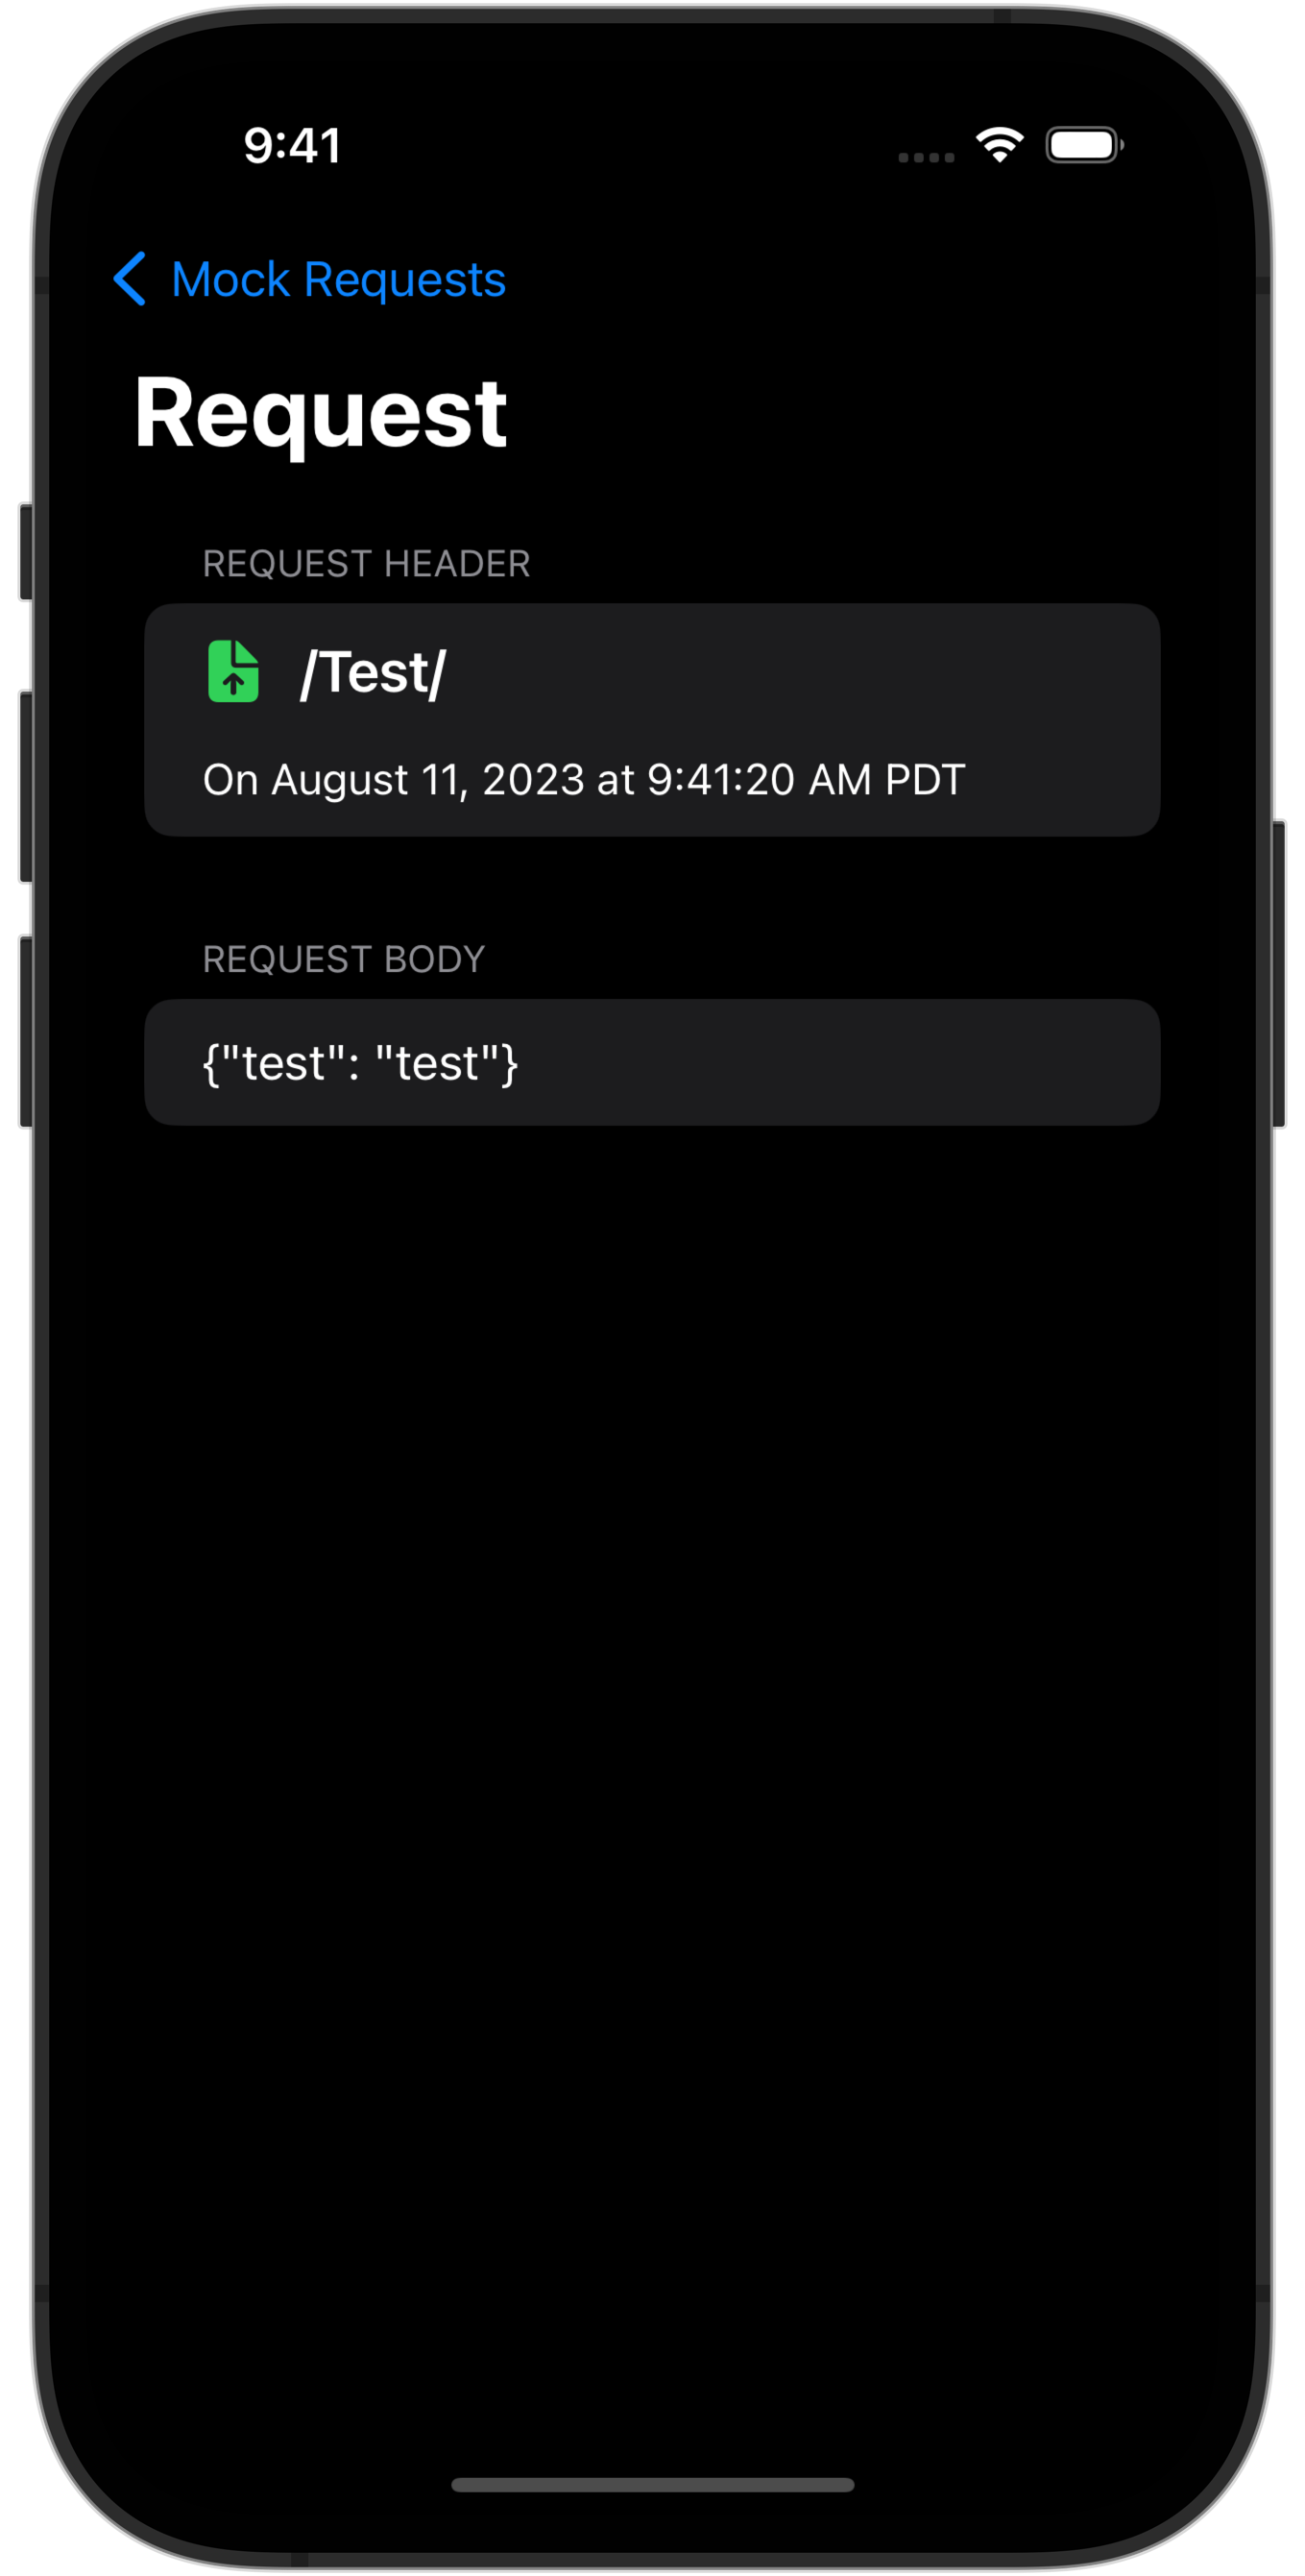 9:41
Mock Requests
Request
REQUEST HEADER
/Test/
On August 11, 2023 at 9:41:20 AM PDT
REQUEST BODY
{"test": "test"}